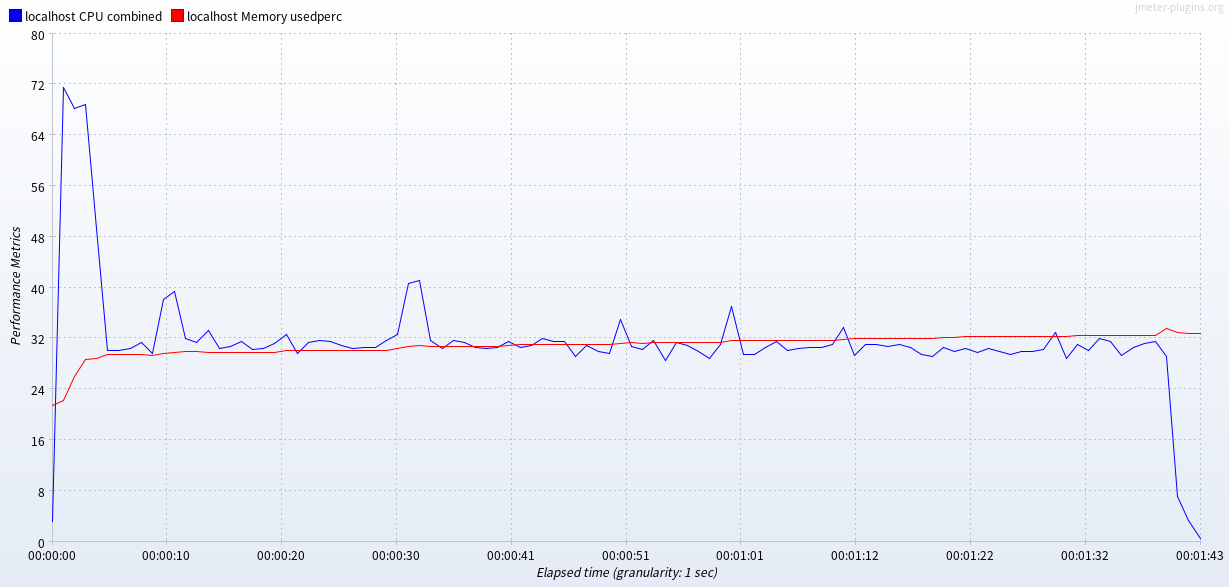 jmeter-plugins.org
localhost CPU combined localhost Memory usedperc
80
72
64
56
48
40
32
24
16
8
0
Performance Metrics
00:00:00 00:00:10 00:00:20 00:00:30 00:00:41 00:00:51 00:01:01 00:01:12 00:01:22 00:01:32 00:01:43
Elapsed time (granularity: 1 sec)